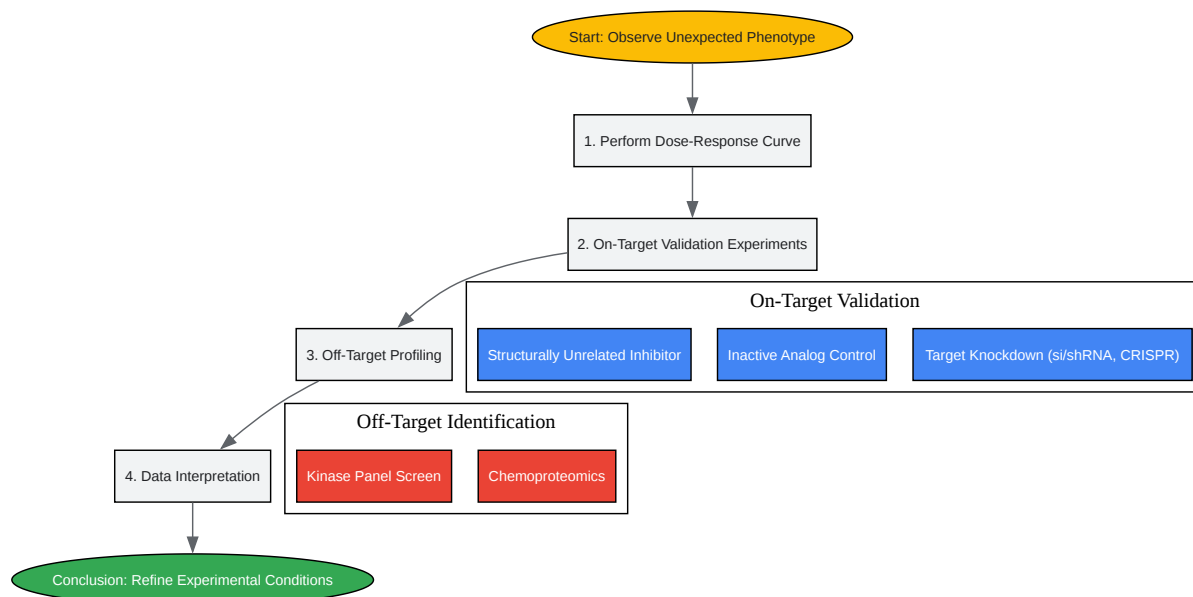 Start: Observe Unexpected Phenotype
1. Perform Dose-Response Curve
2. On-Target Validation Experiments
On-Target Validation
Structurally Unrelated Inhibitor
Inactive Analog Control
Target Knockdown (si/shRNA, CRISPR)
3. Off-Target Profiling
Off-Target Identification
Kinase Panel Screen
Chemoproteomics
4. Data Interpretation
Conclusion: Refine Experimental Conditions